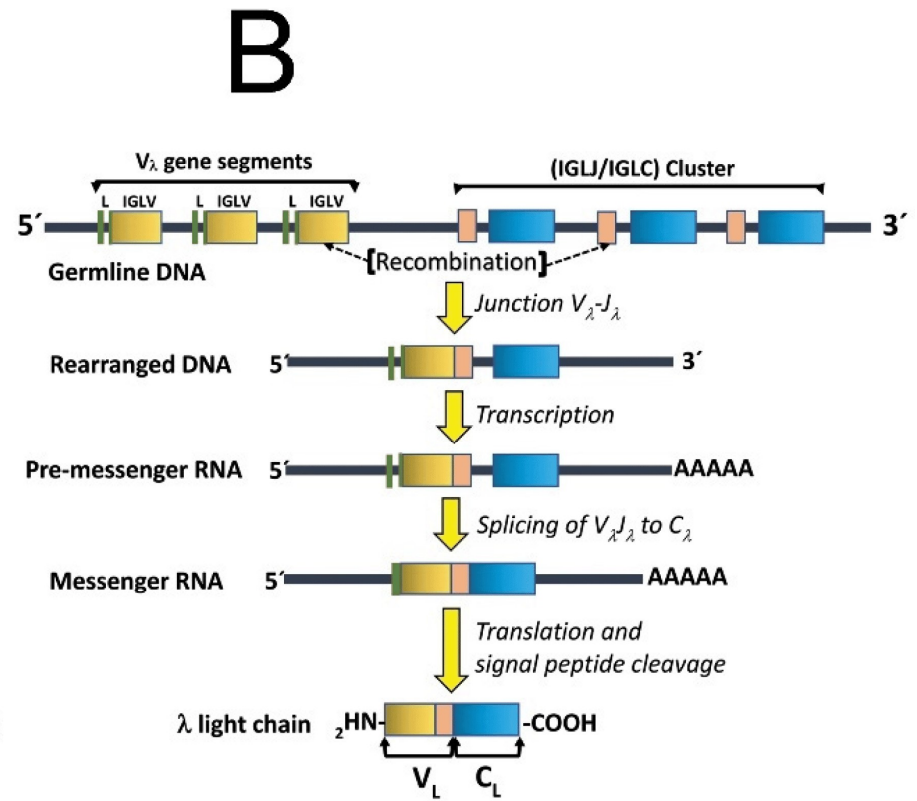 B
Vλ gene segments
(IGLJ/IGLC) Cluster
L IGLV L IGLV L IGLV
5´ 3´
[Recombination]
Germline DNA
Junction Vλ-Jλ
Rearranged DNA 5´ 3´
Transcription
Pre-messenger RNA 5´ AAAAA
Splicing of VλJλ to Cλ
Messenger RNA 5´ AAAAA
Translation and
signal peptide cleavage
λ light chain 2HN- -COOH
VL CL